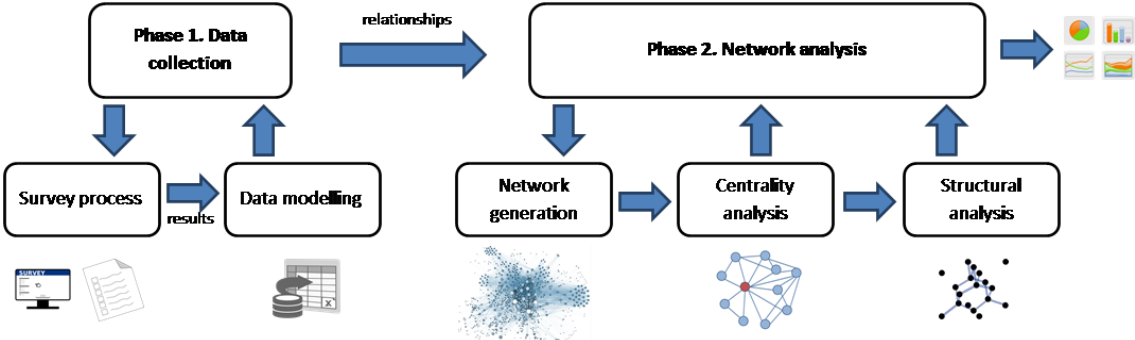 relationships
Phase 1. Data
collection
Phase 2. Network analysis
Survey process
results
Data modelling
Network
generation
Centrality
analysis
Structural
analysis
SURVEY
X